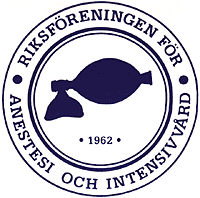 RIKSFÖRENINGEN FÖR
ANESTESI OCH INTENSIVVÅRD
· 1962 ·